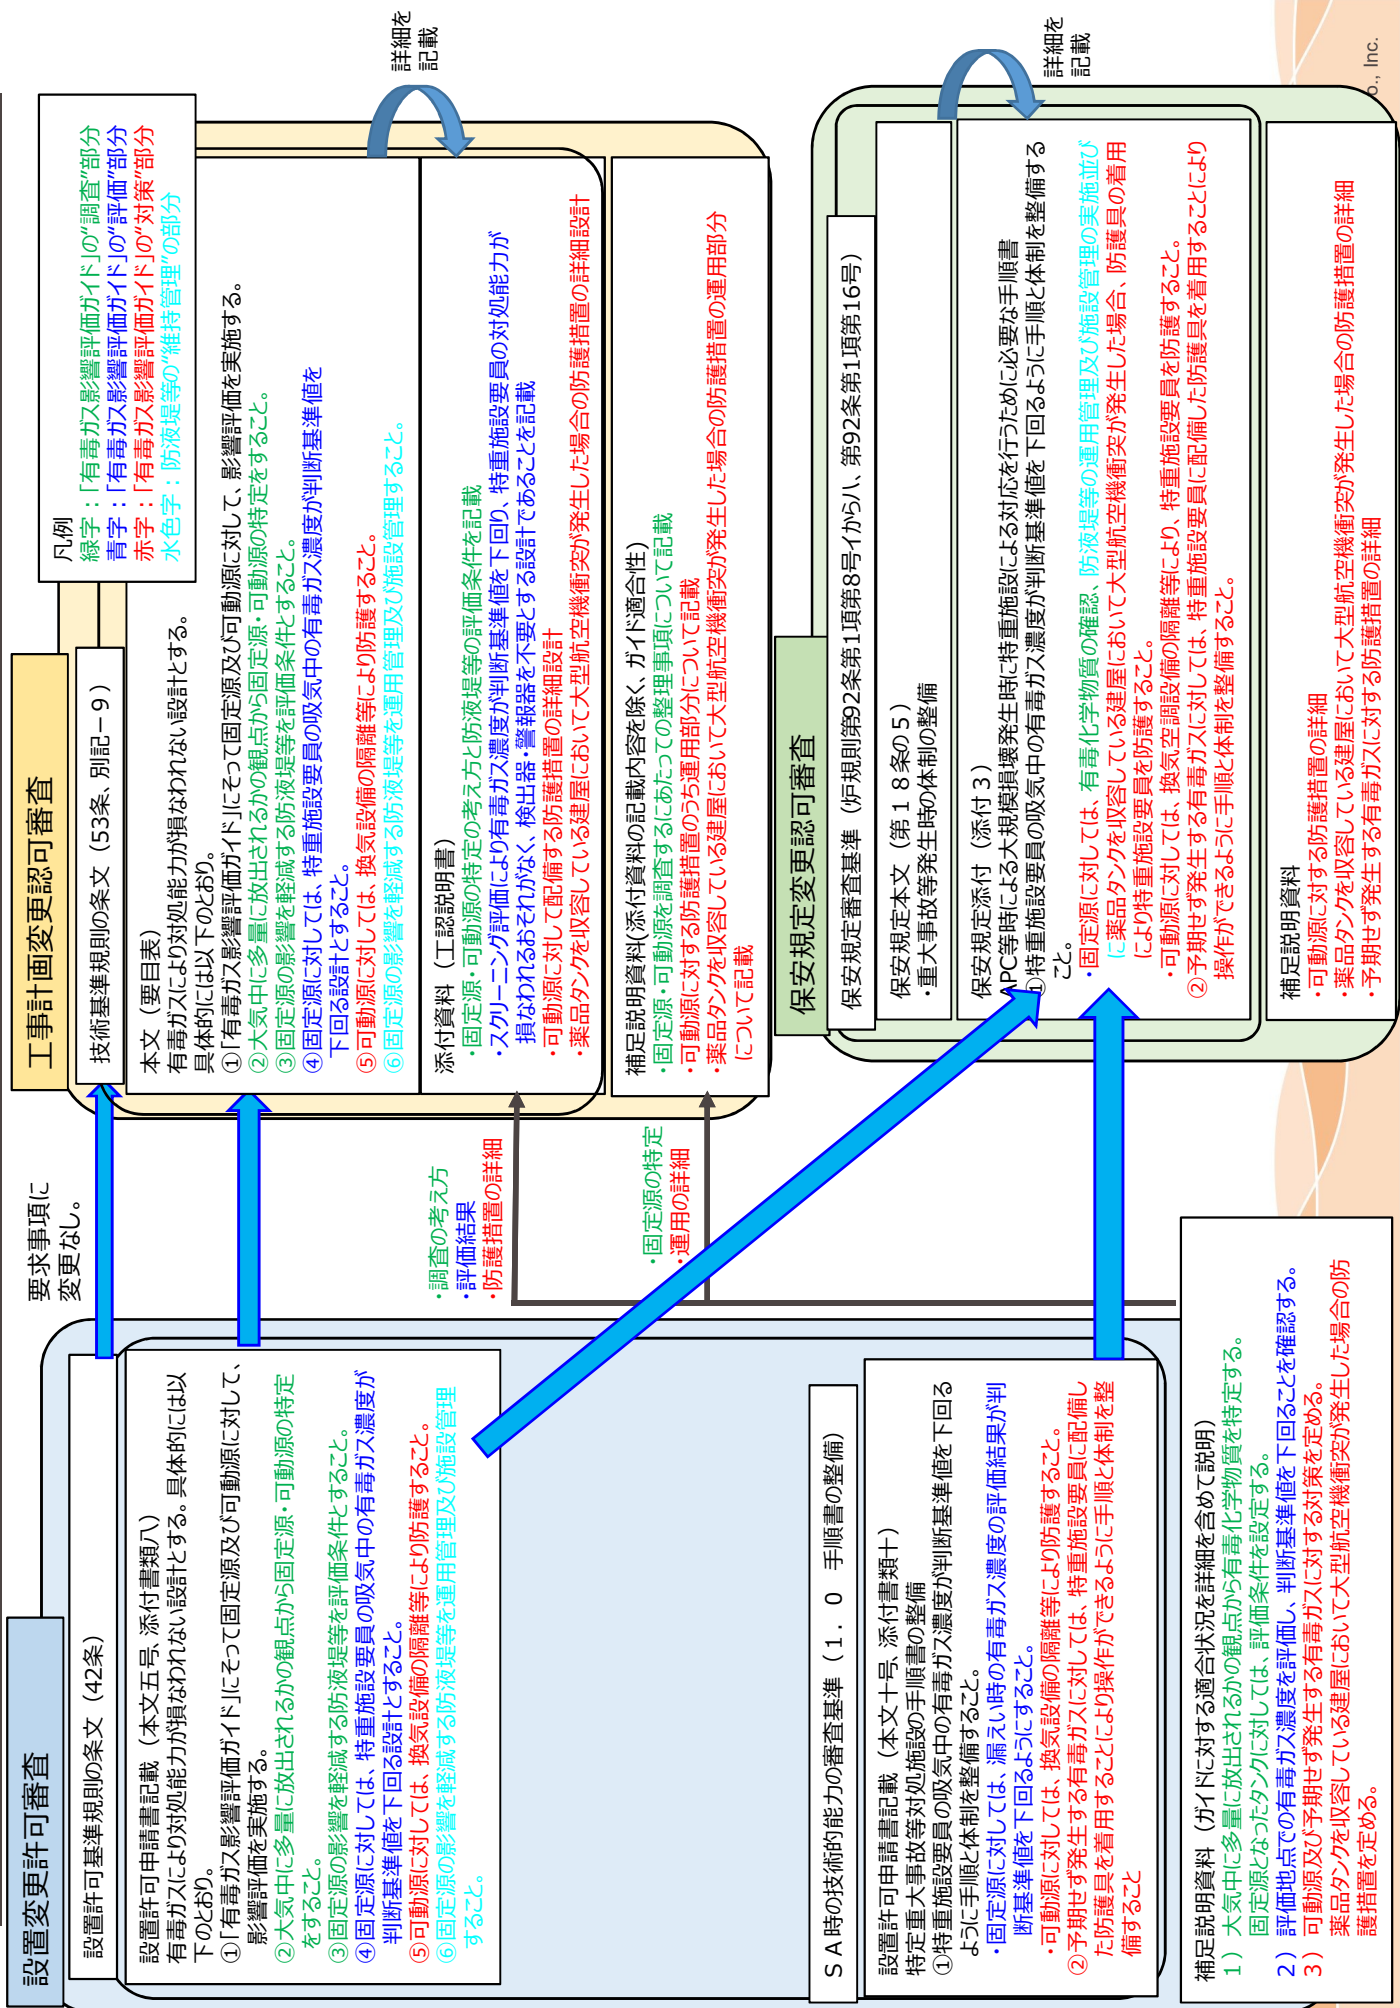 設置変更許可審査
設置許可基準規則の条文（42条）
設置許可申請書記載（本文五号、添付書類八）
有毒ガスにより対処能力が損なわれない設計とする。具体的には以
下のとおり。
①「有毒ガス影響評価ガイド」にそって固定源及び可動源に対して、
影響評価を実施する。
②大気中に多量に放出されるかの観点から固定源・可動源の特定
をすること。
③固定源の影響を軽減する防液堤等を評価条件とすること。
④固定源に対しては、特重施設要員の吸気中の有毒ガス濃度が
判断基準値を下回る設計とすること。
⑤可動源に対しては、換気設備の隔離等により防護すること。
⑥固定源の影響を軽減する防液堤等を運用管理及び施設管理
すること。
ＳＡ時の技術的能力の審査基準（１．０　手順書の整備）
設置許可申請書記載（本文十号、添付書類十）
特定重大事故等対処施設の手順書の整備
①特重施設要員の吸気中の有毒ガス濃度が判断基準値を下回る
ように手順と体制を整備すること。
・固定源に対しては、漏えい時の有毒ガス濃度の評価結果が判
断基準値を下回るようにすること。
・可動源に対しては、換気設備の隔離等により防護すること。
②予期せず発生する有毒ガスに対しては、特重施設要員に配備し
た防護具を着用することにより操作ができるように手順と体制を整
備すること
補足説明資料（ガイドに対する適合状況を詳細を含めて説明）
１）大気中に多量に放出されるかの観点から有毒化学物質を特定する。
固定源となったタンクに対しては、評価条件を設定する。
２）評価地点での有毒ガス濃度を評価し、判断基準値を下回ることを確認する。
３）可動源及び予期せず発生する有毒ガスに対する対策を定める。
薬品タンクを収容している建屋において大型航空機衝突が発生した場合の防
護措置を定める。
要求事項に
変更なし。
・調査の考え方
・評価結果
・防護措置の詳細
・固定源の特定
・運用の詳細
工事計画変更認可審査
技術基準規則の条文（53条、別記－９）
凡例
緑字：「有毒ガス影響評価ガイド」の“調査”部分
青字：「有毒ガス影響評価ガイド」の“評価”部分
赤字：「有毒ガス影響評価ガイド」の“対策”部分
水色字：防液堤等の“維持管理”の部分
本文（要目表）
有毒ガスにより対処能力が損なわれない設計とする。
具体的には以下のとおり。
①「有毒ガス影響評価ガイド」にそって固定源及び可動源に対して、影響評価を実施する。
②大気中に多量に放出されるかの観点から固定源・可動源の特定をすること。
③固定源の影響を軽減する防液堤等を評価条件とすること。
④固定源に対しては、特重施設要員の吸気中の有毒ガス濃度が判断基準値を
下回る設計とすること。
⑤可動源に対しては、換気設備の隔離等により防護すること。
⑥固定源の影響を軽減する防液堤等を運用管理及び施設管理すること。
添付資料（工認説明書）
・固定源・可動源の特定の考え方と防液堤等の評価条件を記載
・スクリーニング評価により有毒ガス濃度が判断基準値を下回り、特重施設要員の対処能力が
損なわれるおそれがなく、検出器・警報器を不要とする設計であることを記載
・可動源に対して配備する防護措置の詳細設計
・薬品タンクを収容している建屋において大型航空機衝突が発生した場合の防護措置の詳細設計
補足説明資料(添付資料の記載内容を除く、ガイド適合性)
・固定源・可動源を調査するにあたっての整理事項について記載
・可動源に対する防護措置のうち運用部分について記載
・薬品タンクを収容している建屋において大型航空機衝突が発生した場合の防護措置の運用部分
について記載
詳細を
記載
保安規定変更認可審査
保安規定審査基準（炉規則第92条第1項第8号イからハ、第92条第1項第16号）
保安規定本文（第１８条の５）
・重大事故等発生時の体制の整備
保安規定添付（添付３）
APC等時による大規模損壊発生時に特重施設による対応を行うために必要な手順書
①特重施設要員の吸気中の有毒ガス濃度が判断基準値を下回るように手順と体制を整備する
こと。
・固定源に対しては、有毒化学物質の確認、防液堤等の運用管理及び施設管理の実施並び
に薬品タンクを収容している建屋において大型航空機衝突が発生した場合、防護具の着用
により特重施設要員を防護すること。
・可動源に対しては、換気空調設備の隔離等により、特重施設要員を防護すること。
②予期せず発生する有毒ガスに対しては、特重施設要員に配備した防護具を着用することにより
操作ができるように手順と体制を整備すること。
補足説明資料
・可動源に対する防護措置の詳細
・薬品タンクを収容している建屋において大型航空機衝突が発生した場合の防護措置の詳細
・予期せず発生する有毒ガスに対する防護措置の詳細
詳細を
記載
o., Inc.